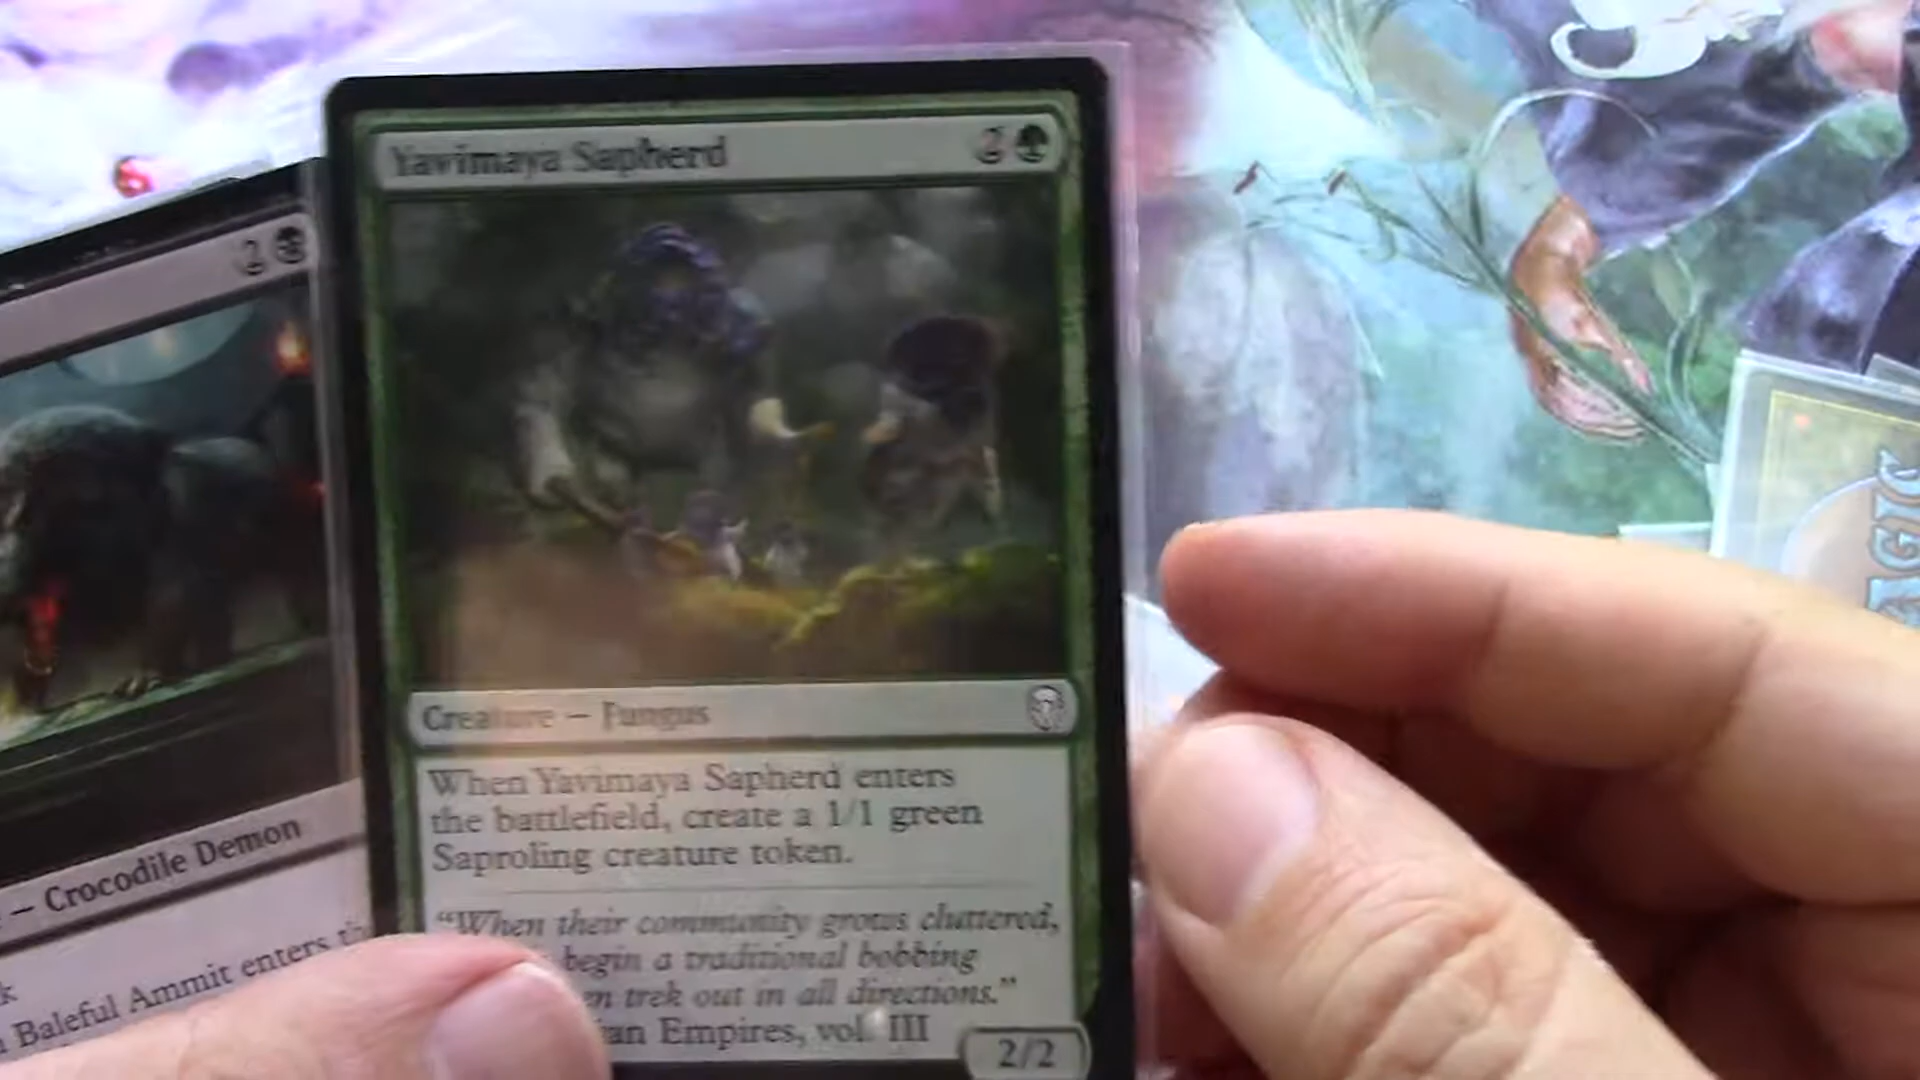 Yavimaya Sapherd
2
Creature – Fungus
When Yavimaya Sapherd enters
the battlefield, create a 1/1 green
Saproling creature token.
"When their community grows cluttered,
begin a traditional bobbing
trek out in all directions."
Empires, vol. III
2/2
2
– Crocodile Demon
Baleful Ammit enters
AGIC